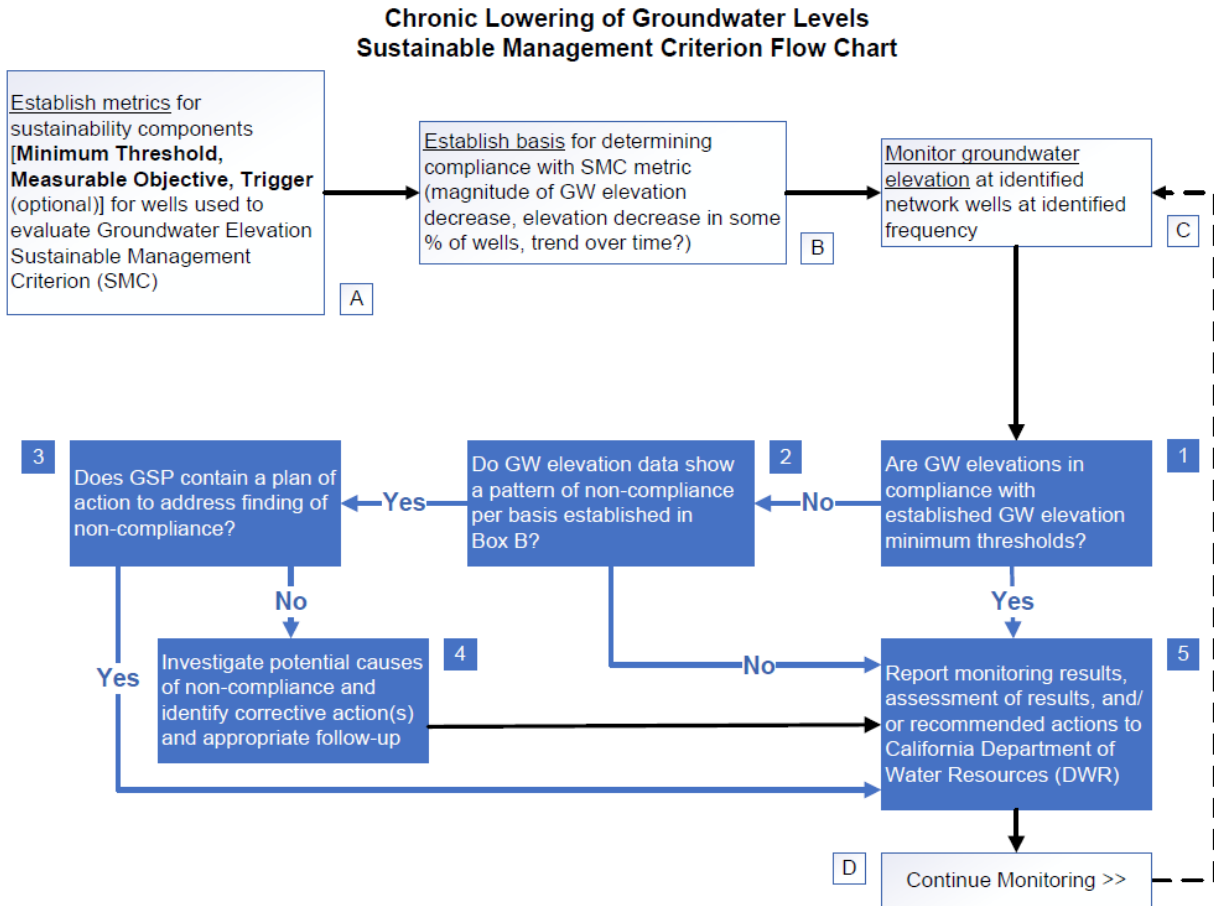 Chronic Lowering of Groundwater Levels
Sustainable Management Criterion Flow Chart
Establish metrics for
sustainability components
[Minimum Threshold,
Measurable Objective, Trigger
(optional)] for wells used to
evaluate Groundwater Elevation
Sustainable Management
Criterion (SMC)
A
Establish basis for determining
compliance with SMC metric
(magnitude of GW elevation
decrease, elevation decrease in some
% of wells, trend over time?)
B
Monitor groundwater
elevation at identified
network wells at identified
frequency
C
1
Are GW elevations in
compliance with
established GW elevation
minimum thresholds?
No
Yes
2
Do GW elevation data show
a pattern of non-compliance
per basis established in
Box B?
Yes
No
3
Does GSP contain a plan of
action to address finding of
non-compliance?
No
Yes
4
Investigate potential causes
of non-compliance and
identify corrective action(s)
and appropriate follow-up
5
Report monitoring results,
assessment of results, and/
or recommended actions to
California Department of
Water Resources (DWR)
D
Continue Monitoring >>